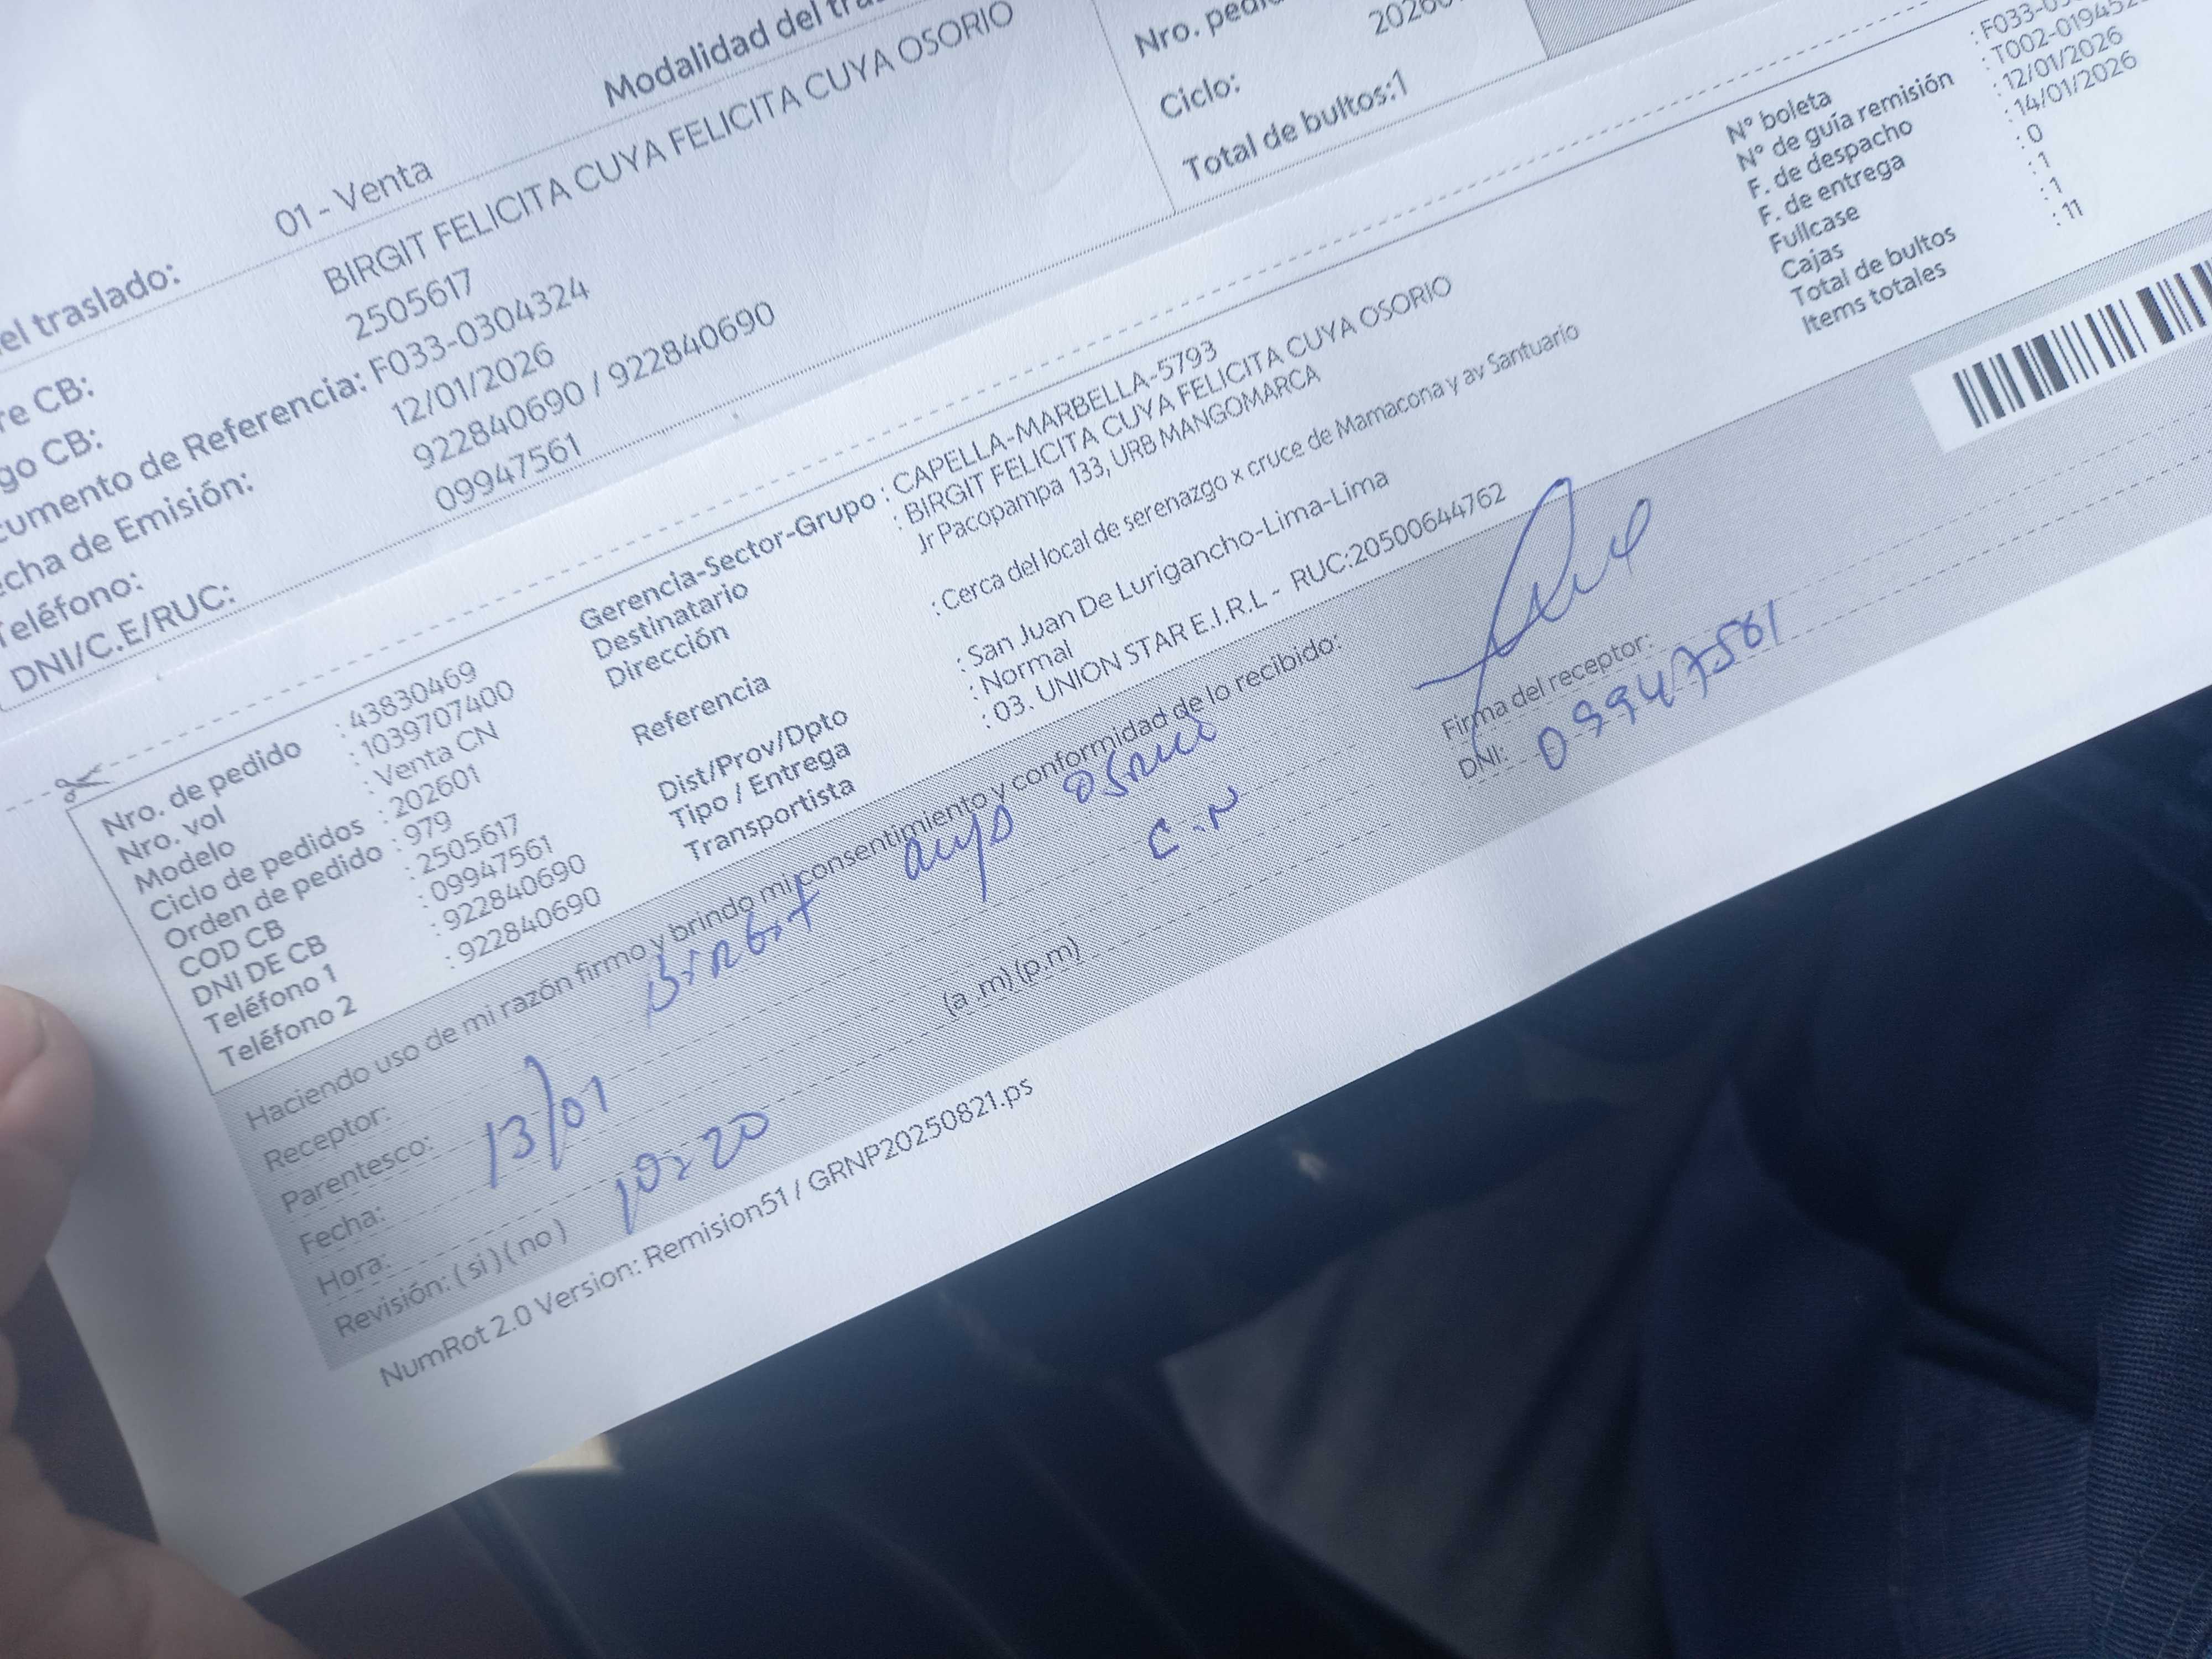 Modalidad del
01 - Venta
el traslado:
BIRGIT FELICITA CUYA FELICITA CUYA OSORIO
re CB:
2505617
go CB:
cumento de Referencia: F033-0304324
echa de Emisión: 12/01/2026
Teléfono: 922840690 / 922840690
DNI/C.E/RUC: 09947561
Nro.
Ciclo:
Total de bultos:1
Nro. de pedido : 43830469
Nro. vol : 1039707400
Modelo : Venta CN
Ciclo de pedidos : 202601
Orden de pedido : 979
COD CB : 2505617
DNI DE CB : 09947561
Teléfono 1 : 922840690
Teléfono 2 : 922840690
Gerencia-Sector-Grupo : CAPELLA-MARBELLA-5793
Destinatario : BIRGIT FELICITA CUYA FELICITA CUYA OSORIO
Dirección Jr Pacopampa 133, URB MANGOMARCA
Referencia : Cerca del local de serenazgo x cruce de Mamacona y av Santuario
Dist/Prov/Dpto : San Juan De Lurigancho-Lima-Lima
Tipo / Entrega : Normal
Transportista : 03. UNION STAR E.I.R.L - RUC:20500644762
N° boleta
N° de guía remisión
F. de despacho : 12/01/2026
F. de entrega : 14/01/2026
Fullcase : 0
Cajas : 1
Total de bultos : 1
Items totales : 11
Haciendo uso de mi razón firmo y brindo mi consentimiento y conformidad de lo recibido:
Receptor:
Parentesco: C.N
Fecha: 13/01
Hora: 10:20 (a .m) (p.m)
Revisión: ( si ) ( no )
Firma del receptor:
DNI: 09947561
NumRot 2.0 Version: Remision51 / GRNP20250821.ps